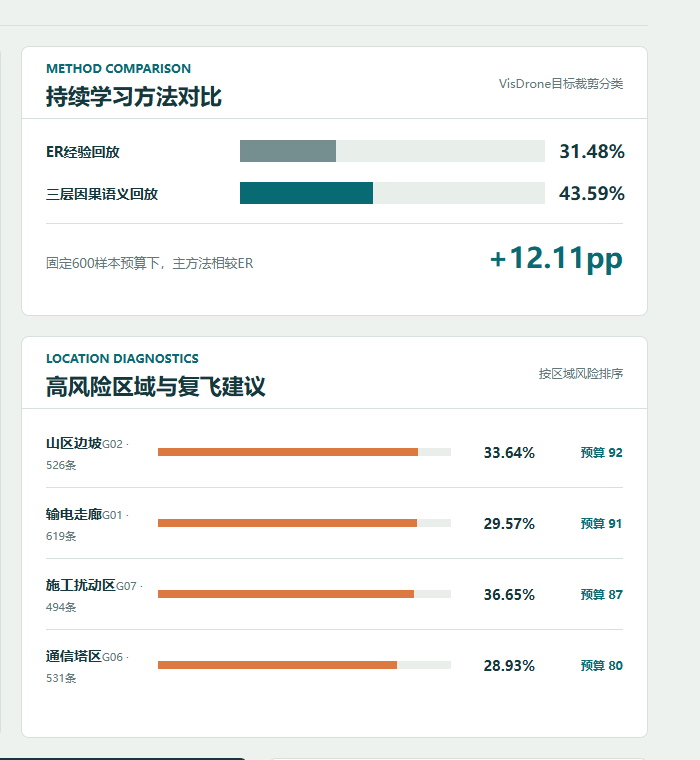 METHOD COMPARISON
持续学习方法对比
VisDrone目标裁剪分类
ER经验回放 31.48%
三层因果语义回放 43.59%
固定600样本预算下，主方法相较ER +12.11pp
LOCATION DIAGNOSTICS
高风险区域与复飞建议
按区域风险排序
山区边坡G02 ·
526条
33.64% 预算 92
输电走廊G01 ·
619条
29.57% 预算 91
施工扰动区G07 ·
494条
36.65% 预算 87
通信塔区G06 ·
531条
28.93% 预算 80